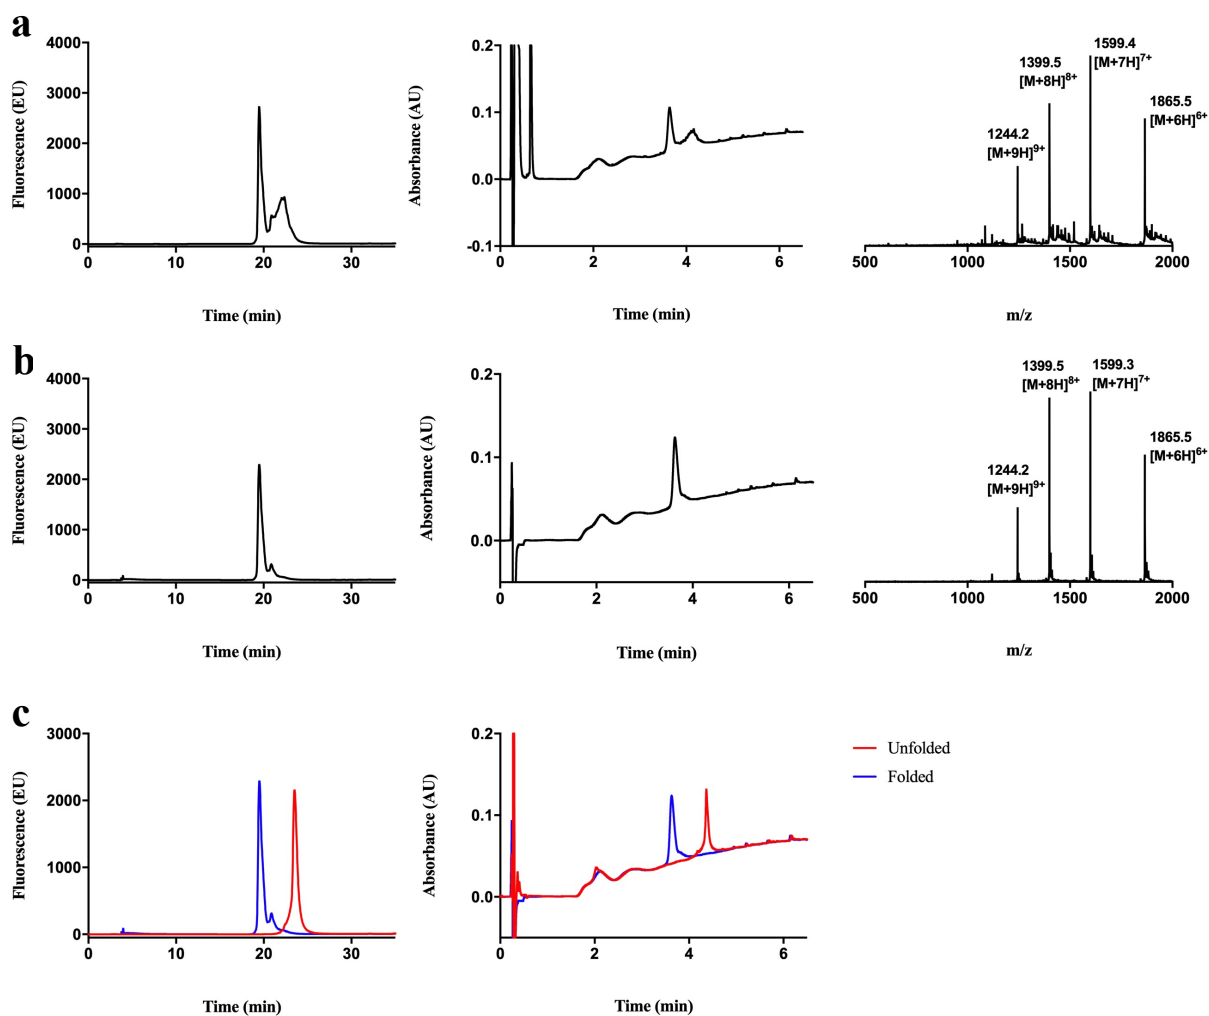 a
4000
3000
2000
1000
0
0
10
20
30
Fluorescence (EU)
Time (min)
0.2
0.1
0.0
-0.1
0
2
4
6
Absorbance (AU)
Time (min)
1244.2
[M+9H]9+
1399.5
[M+8H]8+
1599.4
[M+7H]7+
1865.5
[M+6H]6+
500
1000
1500
2000
m/z
b
4000
3000
2000
1000
0
0
10
20
30
Fluorescence (EU)
Time (min)
0.2
0.1
0.0
0
2
4
6
Absorbance (AU)
Time (min)
1244.2
[M+9H]9+
1399.5
[M+8H]8+
1599.3
[M+7H]7+
1865.5
[M+6H]6+
500
1000
1500
2000
m/z
c
3000
2000
1000
0
0
10
20
30
Fluorescence (EU)
Time (min)
0.2
0.1
0.0
0
2
4
6
Absorbance (AU)
Time (min)
Unfolded
Folded